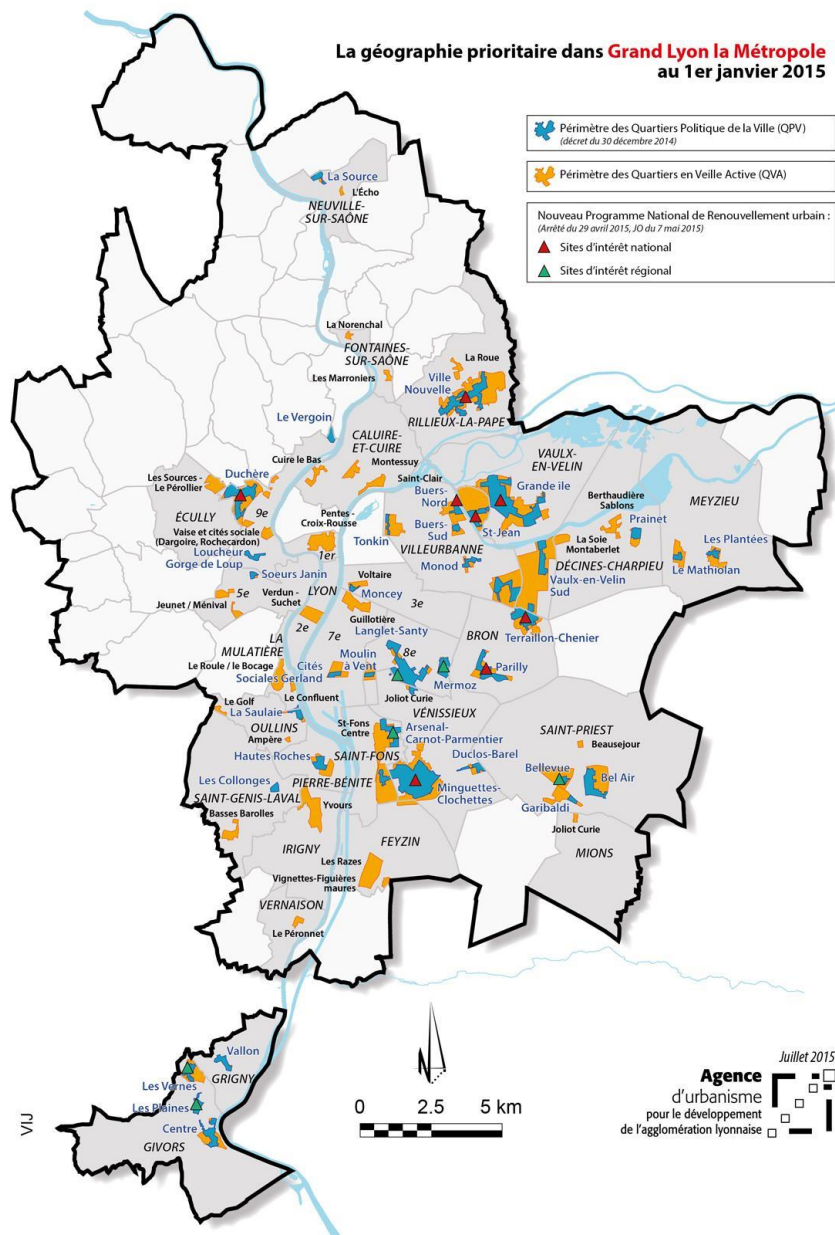 La géographie prioritaire dans Grand Lyon la Métropole
au 1er janvier 2015
Périmètre des Quartiers Politique de la Ville (QPV)
(décret du 30 décembre 2014)
Périmètre des Quartiers en Veille Active (QVA)
Nouveau Programme National de Renouvellement urbain :
(Arrêté du 29 avril 2015, JO du 7 mai 2015)
Sites d'intérêt national
Sites d'intérêt régional
La Source
L'Écho
NEUVILLE-
SUR-SAÔNE
La Norenchal
FONTAINES-
SUR-SAÔNE
Les Marroniers
La Roue
Ville
Nouvelle
RILLIEUX-LA-PAPE
Le Vergoin
CALUIRE-
ET-CUIRE
Cuire le Bas
Montessuy
Saint-Clair
VAULX-
EN-VELIN
Les Sources -
Le Pérollier
Duchère
9e
ÉCULLY
Buers-
Nord
Grande ile
Berthaudière
Sablons
MEYZIEU
Vaise et cités sociale
(Dargoire, Rochecardon)
Pentes -
Croix-Rousse
1er
Tonkin
Buers-
Sud
St-Jean
VILLEURBANNE
Prainet
La Soie
Montaberlet
Les Plantées
Le Mathiolan
Loucheur
Gorge de Loup
DÉCINES-CHARPIEU
Soeurs Janin
Voltaire
Moncey
Monod
Vaulx-en-Velin
Sud
5e
Jeunet / Ménival
Verdun -
Suchet
LYON
3e
Guillotière
2e
7e
Langlet-Santy
BRON
Terraillon-Chenier
LA
MULATIÈRE
Le Roule / le Bocage
Cités
Sociales Gerland
Moulin
à Vent
8e
Mermoz
Parilly
Joliot Curie
Le Confluent
Le Golf
La Saulaie
OULLINS
Ampère
VÉNISSIEUX
St-Fons
Centre
Arsenal-
Carnot-Parmentier
SAINT-PRIEST
Beausejour
Hautes Roches
SAINT-FONS
Duclos-Barel
Bellevue
Bel Air
Les Collonges
PIERRE-BÉNITE
Minguettes-
Clochettes
Garibaldi
SAINT-GENIS-LAVAL
Basses Barolles
Yvours
Joliot Curie
IRIGNY
FEYZIN
MIONS
Les Razes
Vignettes-Figuières
maures
VERNAISON
Le Péronnet
Vallon
GRIGNY
Les Vernes
Les Plaines
Centre
GIVORS
VIJ
N
0 2.5 5 km
Juillet 2015
Agence
d'urbanisme
pour le développement
de l'agglomération lyonnaise